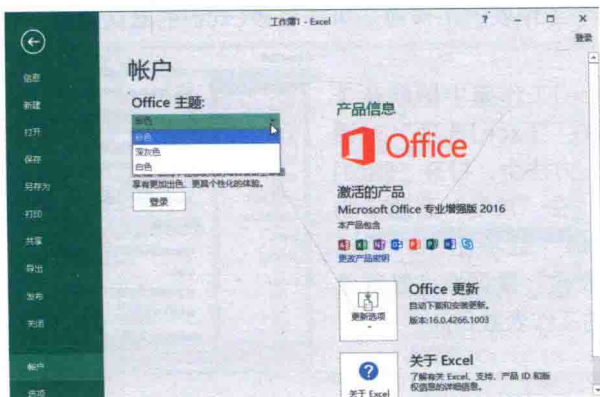 工作簿1 - Excel
? – □ ×
登录
信息
新建
打开
保存
另存为
打印
共享
导出
发布
关闭
帐户
选项
帐户
Office 主题:
彩色
彩色
深灰色
白色
享有更加出色、更具个性化的体验。
登录
产品信息
Office
激活的产品
Microsoft Office 专业增强版 2016
本产品包含
更改产品密钥
更新选项
Office 更新
自动下载和安装更新。
版本:16.0.4266.1003
关于 Excel
关于 Excel
了解有关 Excel、支持、产品 ID 和版
权信息的详细信息。